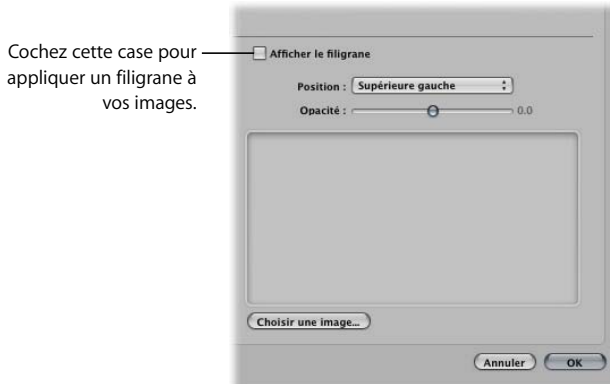 Cochez cette case pour
appliquer un filigrane à
vos images.
Afficher le filigrane
Position : Supérieure gauche
Opacité : 0.0
Choisir une image...
Annuler OK